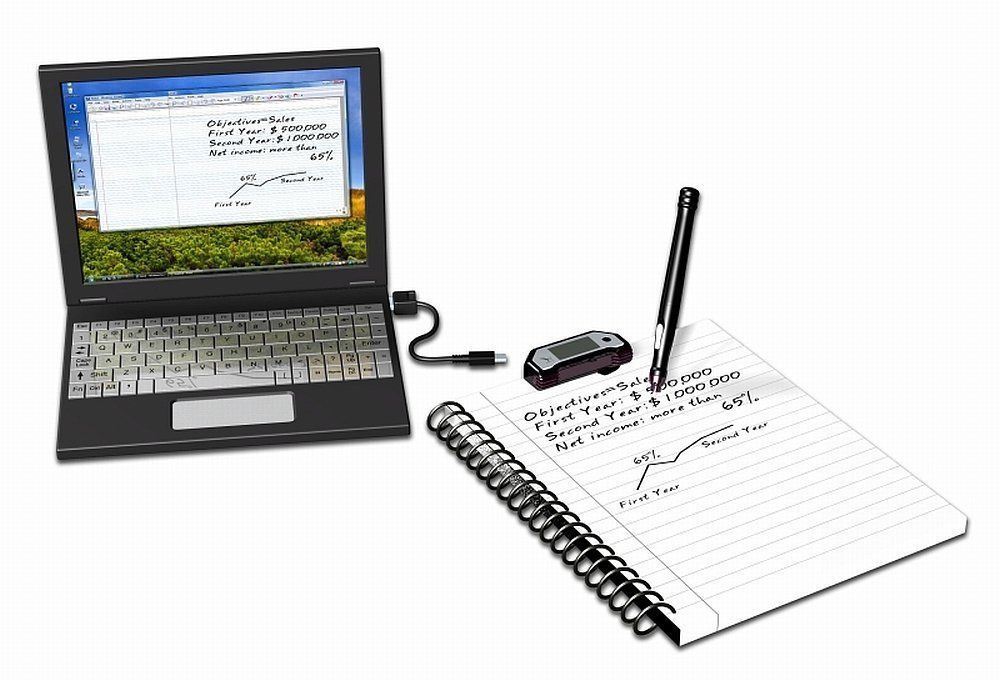 Objectives=Sales
First Year: $ 500,000
Second Year: $ 1,000,000
Net income: more than
65%
65%
Second Year
First Year
Enter
Shift
Fn
Ctrl
Alt
Objectives=Sales
First Year: $ 500,000
Second Year: $ 1,000,000
Net income: more than
65%
65%
Second Year
First Year